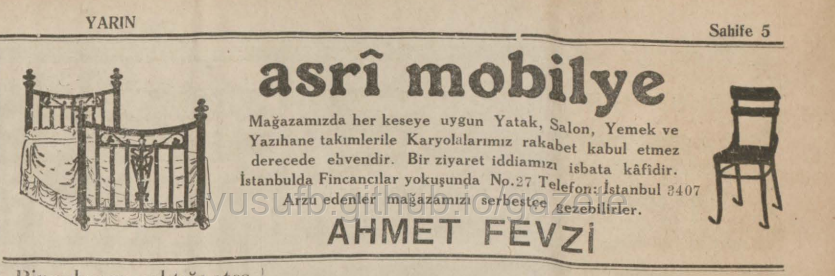 YARIN
Sahife 5
asrî mobilye
Mağazamızda her keseye uygun Yatak, Salon, Yemek ve
Yazıhane takımlerile Karyolalarımız rakabet kabul etmez
derecede ehvendir. Bir ziyaret iddiamızı isbata kâfidir.
İstanbulda Fincancılar yokuşunda No.27 Telefon: İstanbul 3407
Arzu edenler mağazamızı serbestçe gezebilirler.
yusufb.github.io/gazete
AHMET FEVZİ